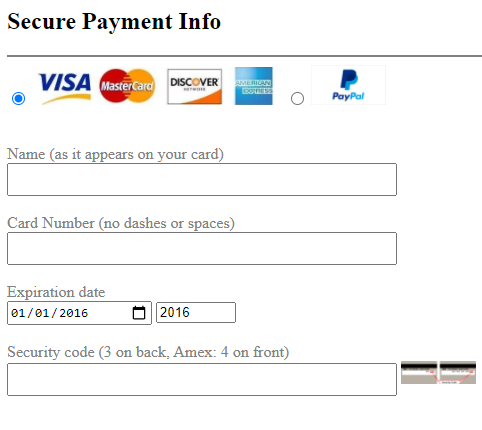 Secure Payment Info
VISA MasterCard DISCOVER NETWORK AMERICAN EXPRESS PayPal
Name (as it appears on your card)
Card Number (no dashes or spaces)
Expiration date
01/01/2016 2016
Security code (3 on back, Amex: 4 on front)